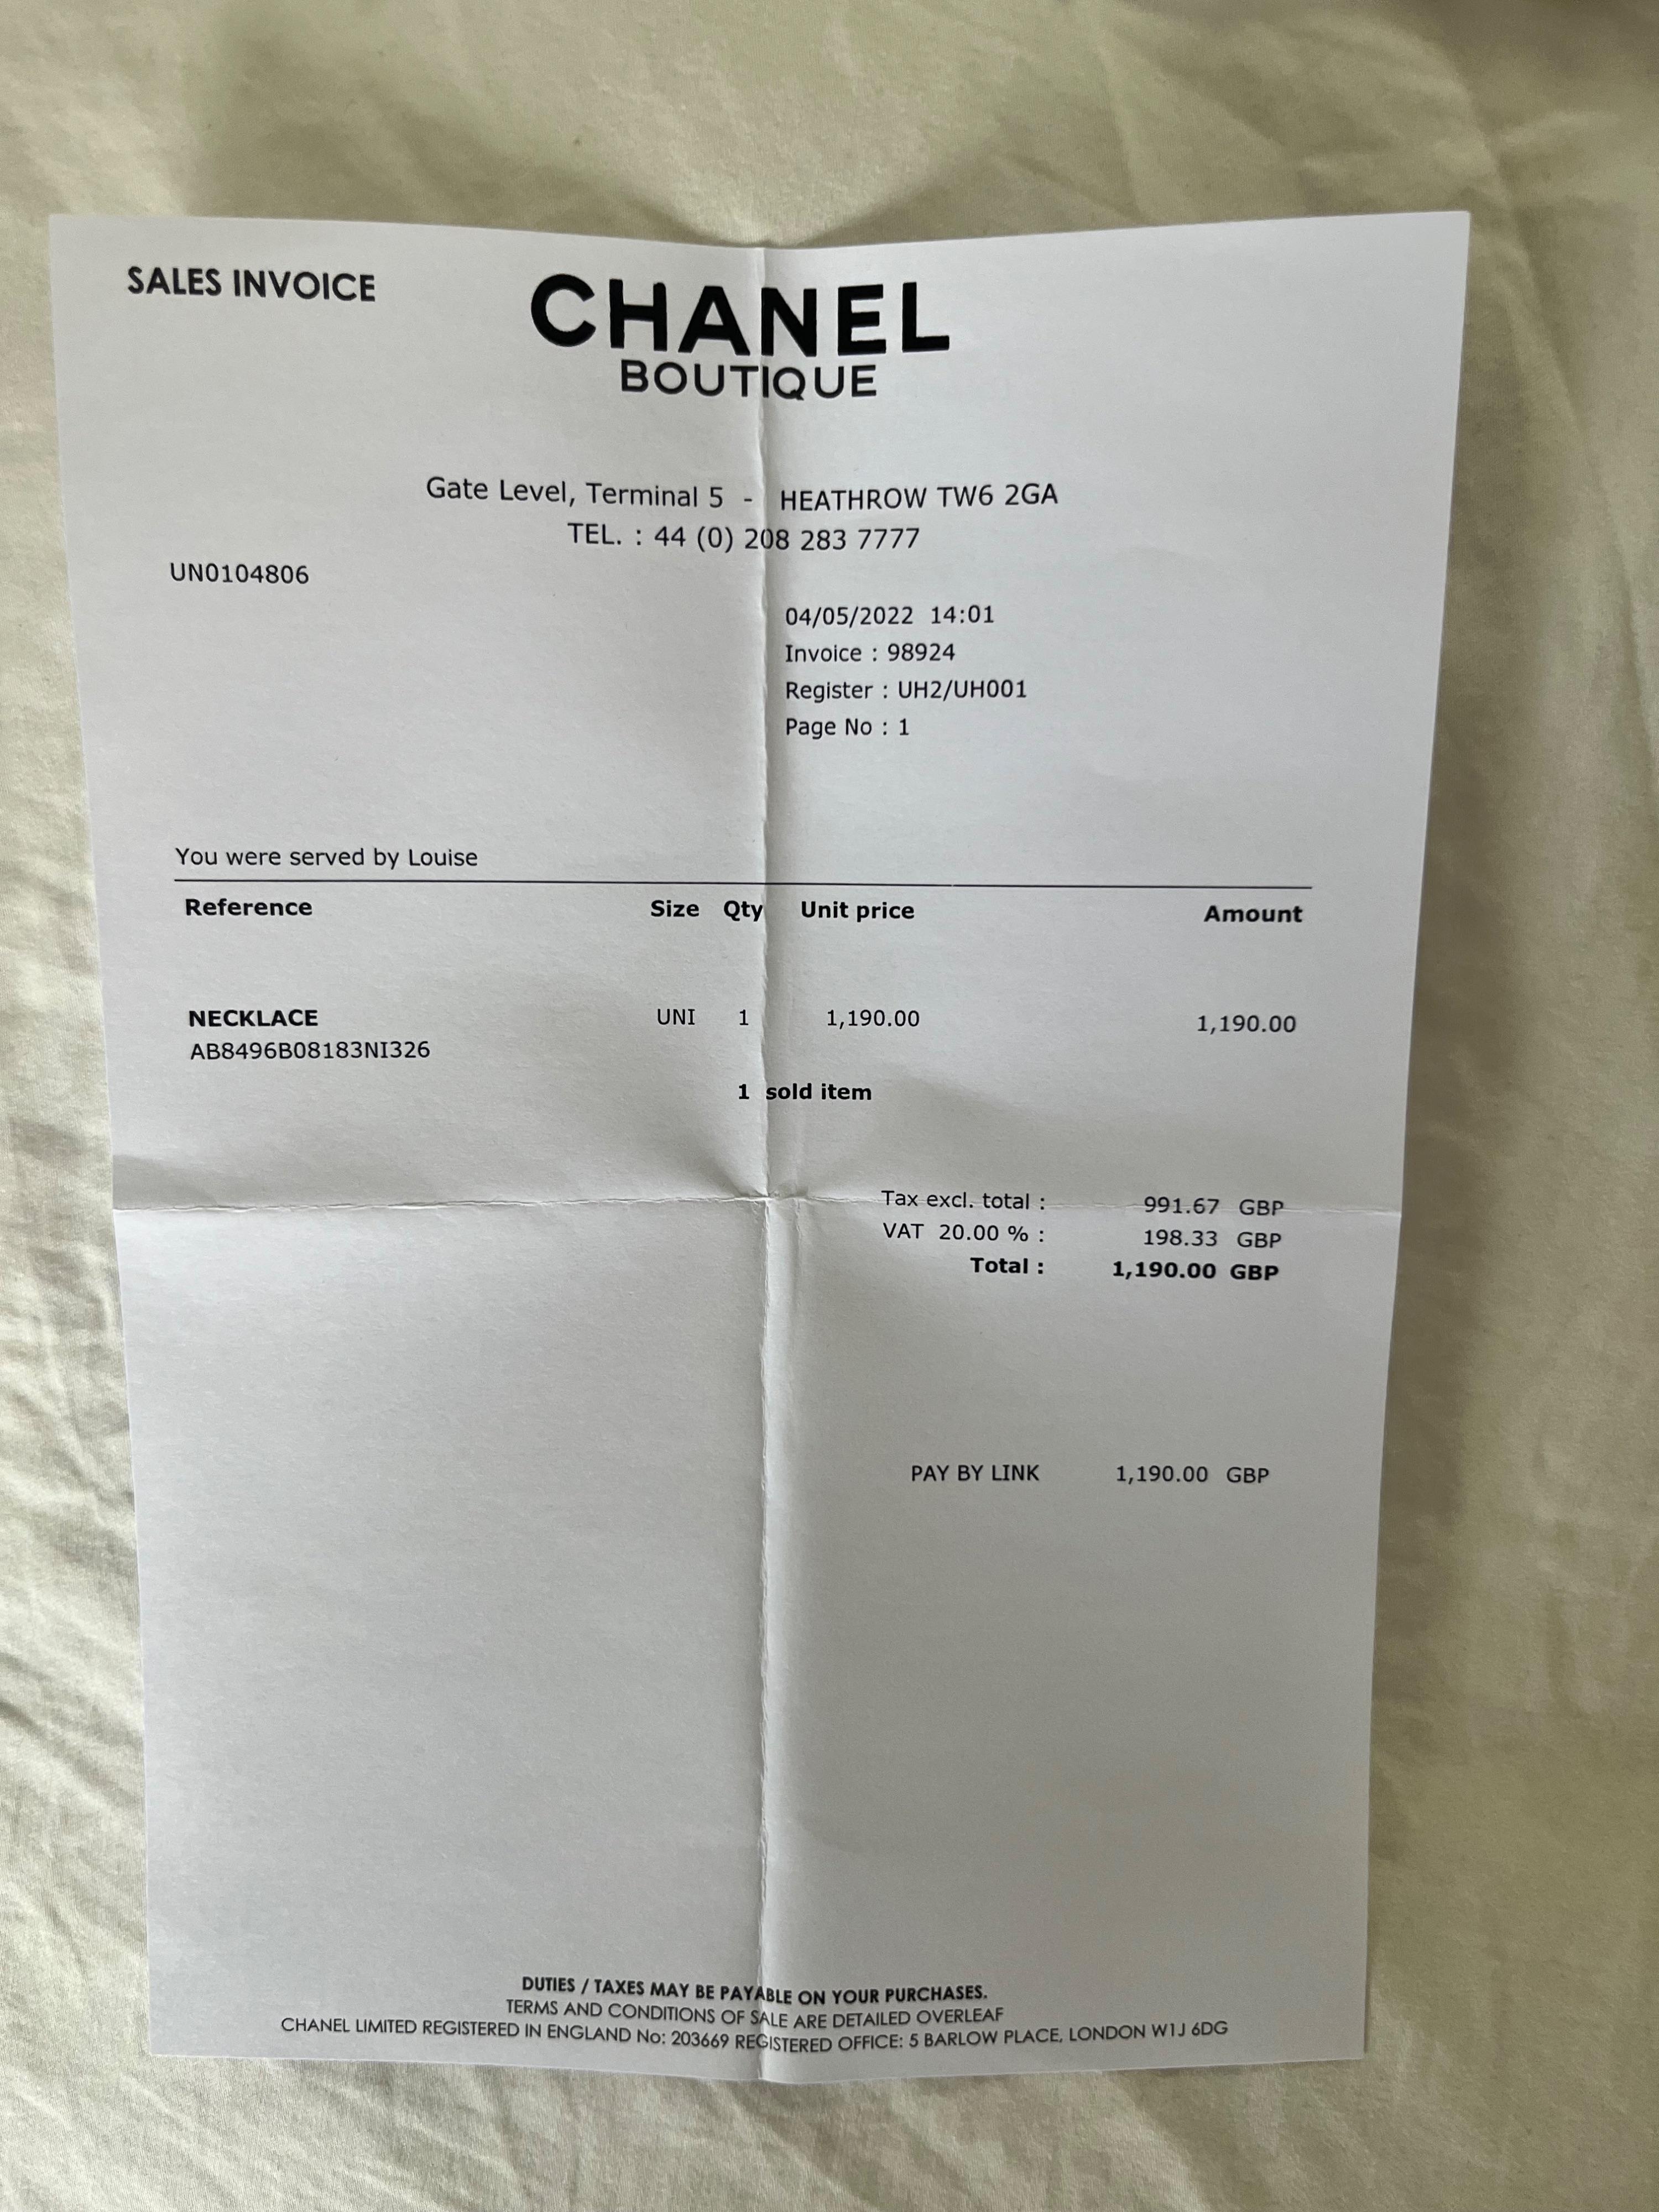 SALES INVOICE
CHANEL
BOUTIQUE
Gate Level, Terminal 5 - HEATHROW TW6 2GA
TEL. : 44 (0) 208 283 7777
UN0104806
04/05/2022 14:01
Invoice : 98924
Register : UH2/UH001
Page No : 1
You were served by Louise
Reference Size Qty Unit price Amount
NECKLACE UNI 1 1,190.00 1,190.00
AB8496B08183NI326
1 sold item
Tax excl. total : 991.67 GBP
VAT 20.00 % : 198.33 GBP
Total : 1,190.00 GBP
PAY BY LINK 1,190.00 GBP
DUTIES / TAXES MAY BE PAYABLE ON YOUR PURCHASES.
TERMS AND CONDITIONS OF SALE ARE DETAILED OVERLEAF
CHANEL LIMITED REGISTERED IN ENGLAND No: 203669 REGISTERED OFFICE: 5 BARLOW PLACE, LONDON W1J 6DG